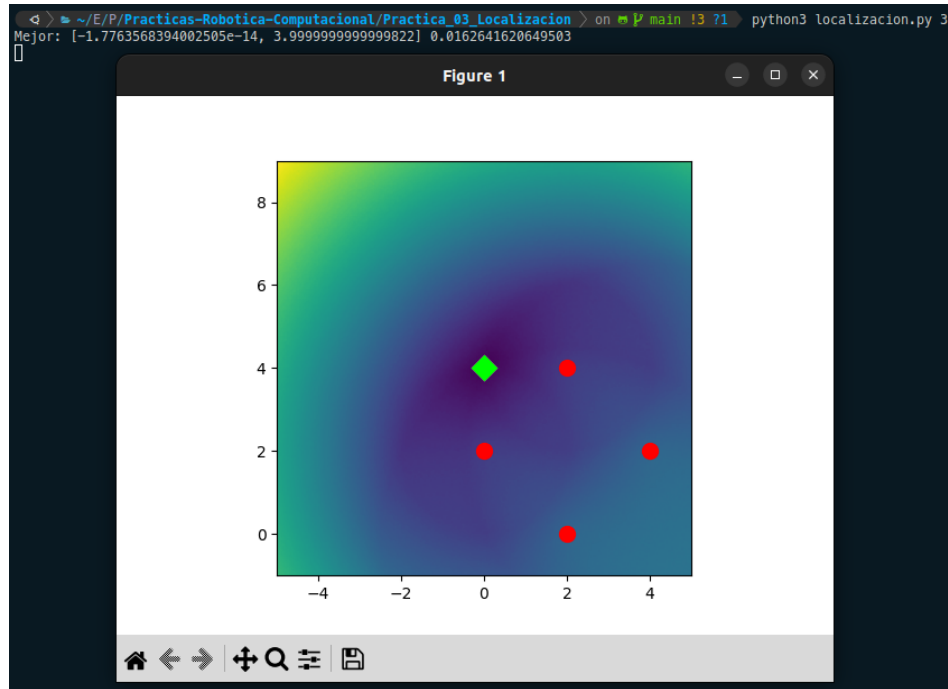 ~/E/P/Practicas-Robotica-Computacional/Practica_03_Localizacion on main !3 ?1 python3 localizacion.py 3
Mejor: [-1.7763568394002505e-14, 3.9999999999999822] 0.0162641620649503
Figure 1
8
6
4
2
0
−4 −2 0 2 4